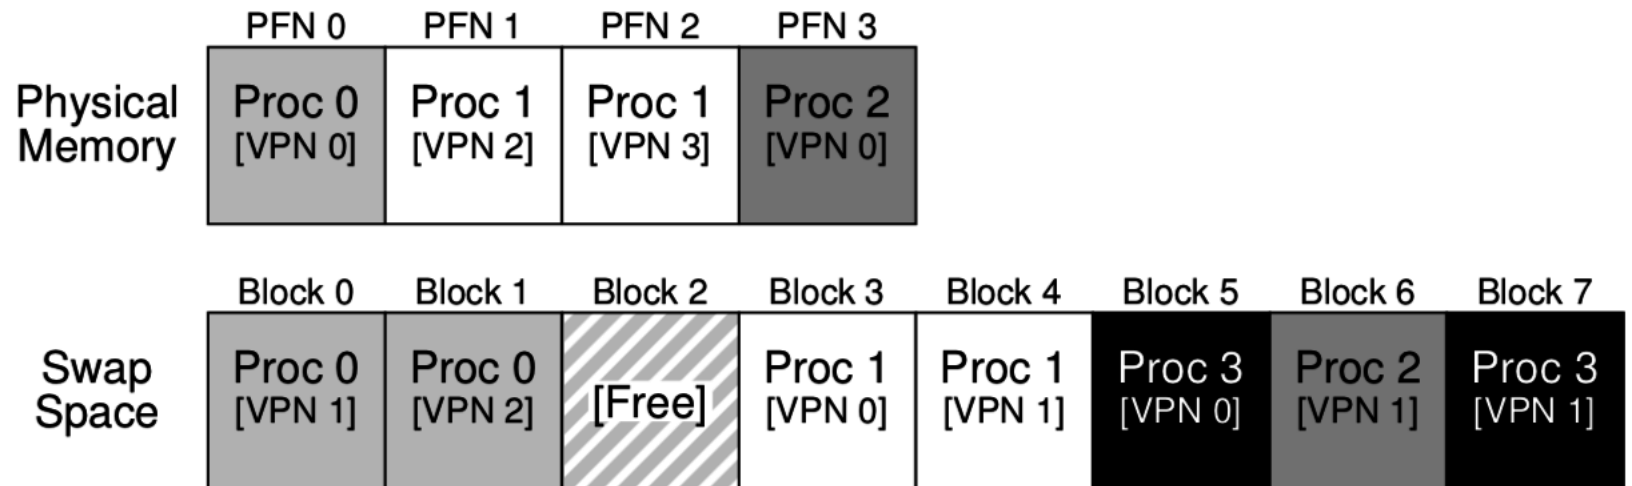 PFN 0 PFN 1 PFN 2 PFN 3
Physical Memory
Proc 0 Proc 1 Proc 1 Proc 2
[VPN 0] [VPN 2] [VPN 3] [VPN 0]
Block 0 Block 1 Block 2 Block 3 Block 4 Block 5 Block 6 Block 7
Swap Space
Proc 0 Proc 0 [Free] Proc 1 Proc 1 Proc 3 Proc 2 Proc 3
[VPN 1] [VPN 2] [VPN 0] [VPN 1] [VPN 0] [VPN 1] [VPN 1]